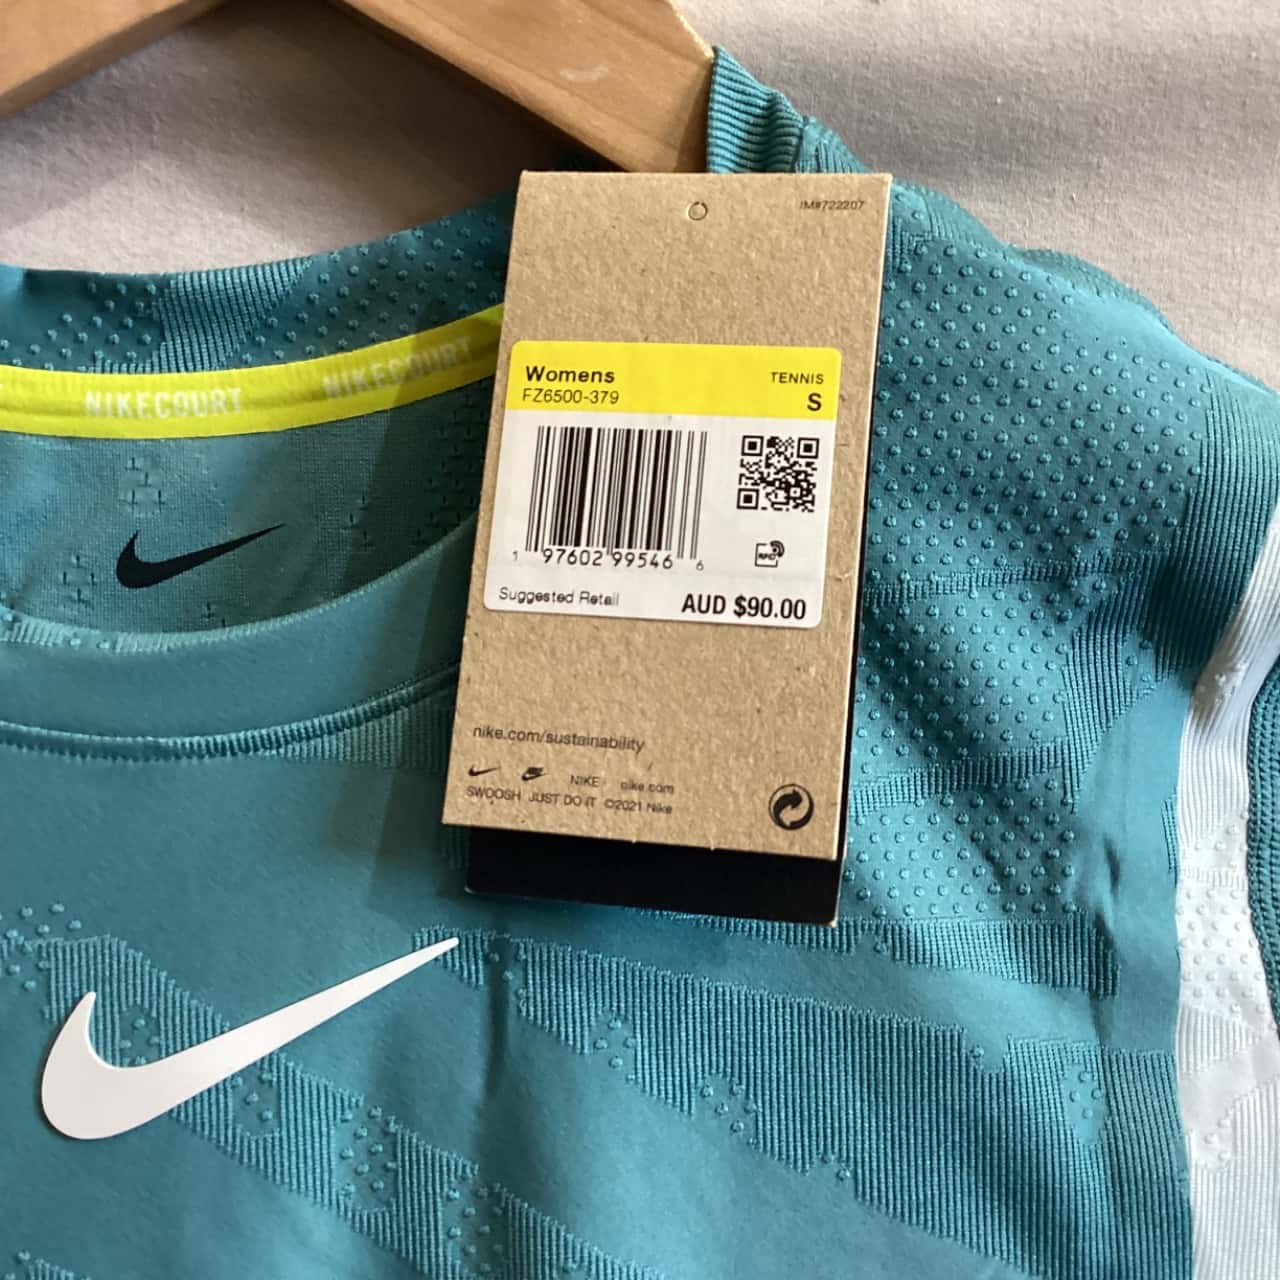 IM#722207
Womens TENNIS
FZ6500-379 S
1 97602 99546 6
Suggested Retail AUD $90.00
nike.com/sustainability
NIKE nike.com
SWOOSH JUST DO IT ©2021 Nike
NIKECOURT NIKECOURT